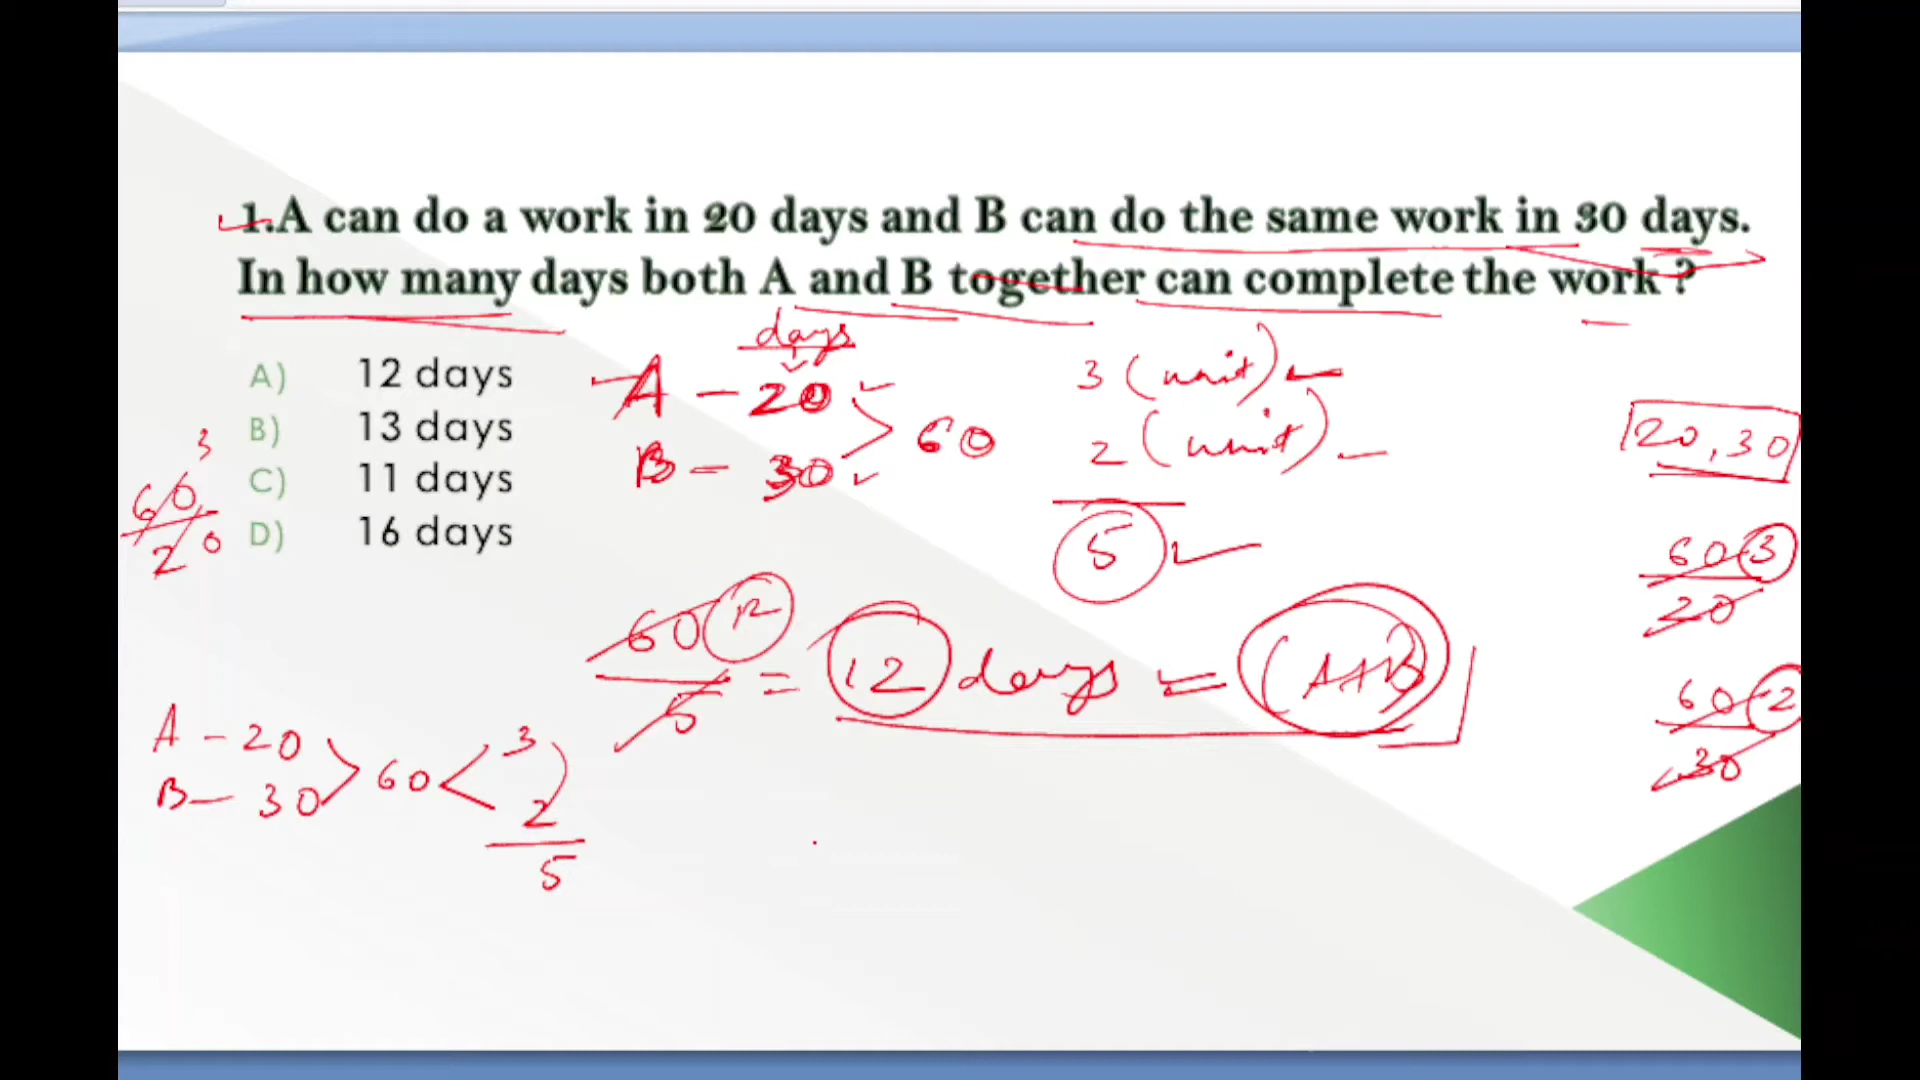 1.A can do a work in 20 days and B can do the same work in 30 days.
In how many days both A and B together can complete the work ?
A) 12 days
B) 13 days
C) 11 days
D) 16 days
days
A - 20
B - 30
60
3 (unit)
2 (unit)
5
20, 30
60 3
20
60 2
30
3
60
20
60 12
5
= 12 days = (A+B)
A - 20
B - 30
60
3
2
5